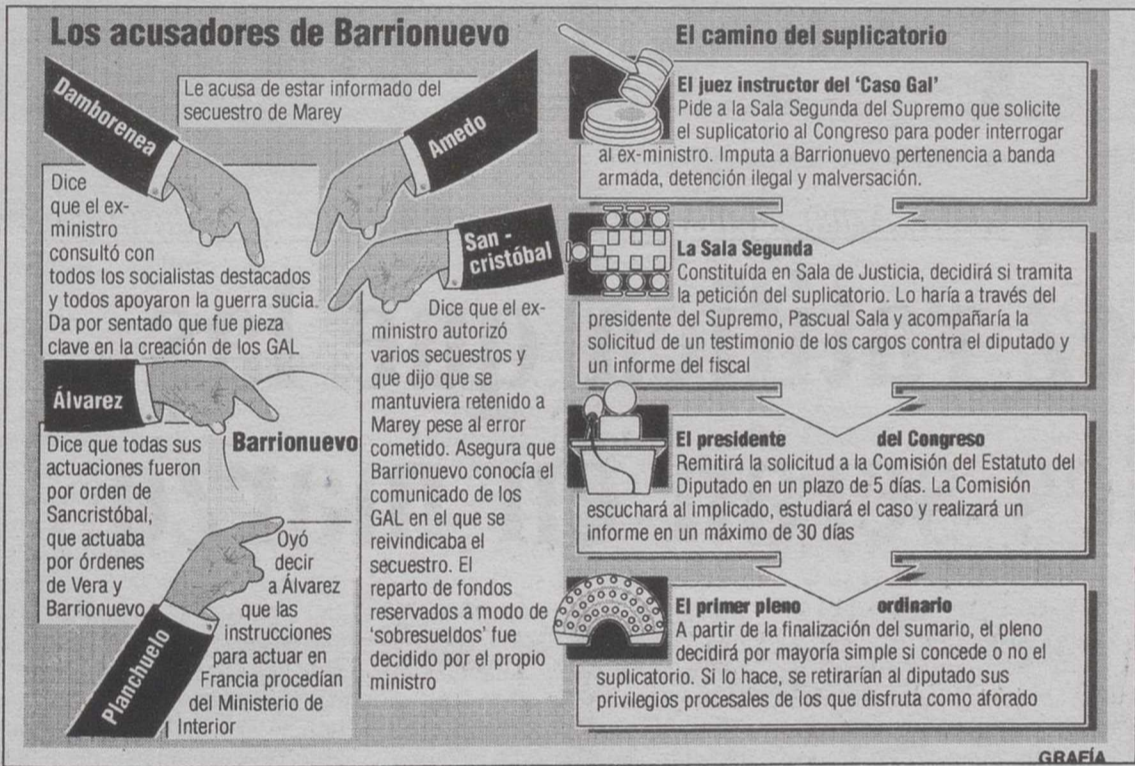 Los acusadores de Barrionuevo
Damborenea
Le acusa de estar informado del
secuestro de Marey
Amedo
Dice
que el ex-
ministro
consultó con
todos los socialistas destacados
y todos apoyaron la guerra sucia.
Da por sentado que fue pieza
clave en la creación de los GAL
San -
cristóbal
Dice que el ex-
ministro autorizó
varios secuestros y
que dijo que se
mantuviera retenido a
Marey pese al error
cometido. Asegura que
Barrionuevo conocía el
comunicado de los
GAL en el que se
reivindicaba el
secuestro. El
reparto de fondos
reservados a modo de
'sobresueldos' fue
decidido por el propio
ministro
Álvarez
Barrionuevo
Dice que todas sus
actuaciones fueron
por orden de
Sancristóbal,
que actuaba
por órdenes
de Vera y
Barrionuevo
Planchuelo
Oyó
decir
a Álvarez
que las
instrucciones
para actuar en
Francia procedían
del Ministerio de
Interior
El camino del suplicatorio
El juez instructor del 'Caso Gal'
Pide a la Sala Segunda del Supremo que solicite
el suplicatorio al Congreso para poder interrogar
al ex-ministro. Imputa a Barrionuevo pertenencia a banda
armada, detención ilegal y malversación.
La Sala Segunda
Constituída en Sala de Justicia, decidirá si tramita
la petición del suplicatorio. Lo haría a través del
presidente del Supremo, Pascual Sala y acompañaría la
solicitud de un testimonio de los cargos contra el diputado y
un informe del fiscal
El presidente del Congreso
Remitirá la solicitud a la Comisión del Estatuto del
Diputado en un plazo de 5 días. La Comisión
escuchará al implicado, estudiará el caso y realizará un
informe en un máximo de 30 días
El primer pleno ordinario
A partir de la finalización del sumario, el pleno
decidirá por mayoría simple si concede o no el
suplicatorio. Si lo hace, se retirarían al diputado sus
privilegios procesales de los que disfruta como aforado
GRAFÍA